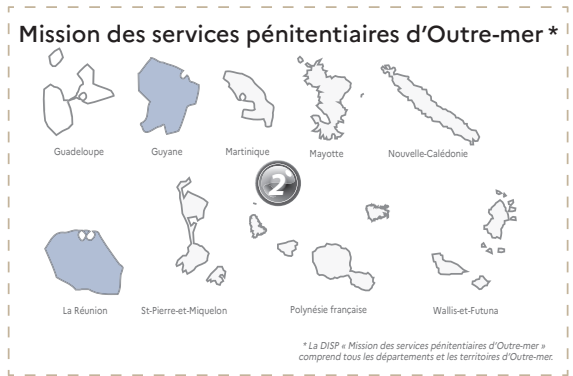 Mission des services pénitentiaires d'Outre-mer *
Guadeloupe
Guyane
Martinique
Mayotte
Nouvelle-Calédonie
2
La Réunion
St-Pierre-et-Miquelon
Polynésie française
Wallis-et-Futuna
* La DISP « Mission des services pénitentiaires d'Outre-mer »
comprend tous les départements et les territoires d'Outre-mer.